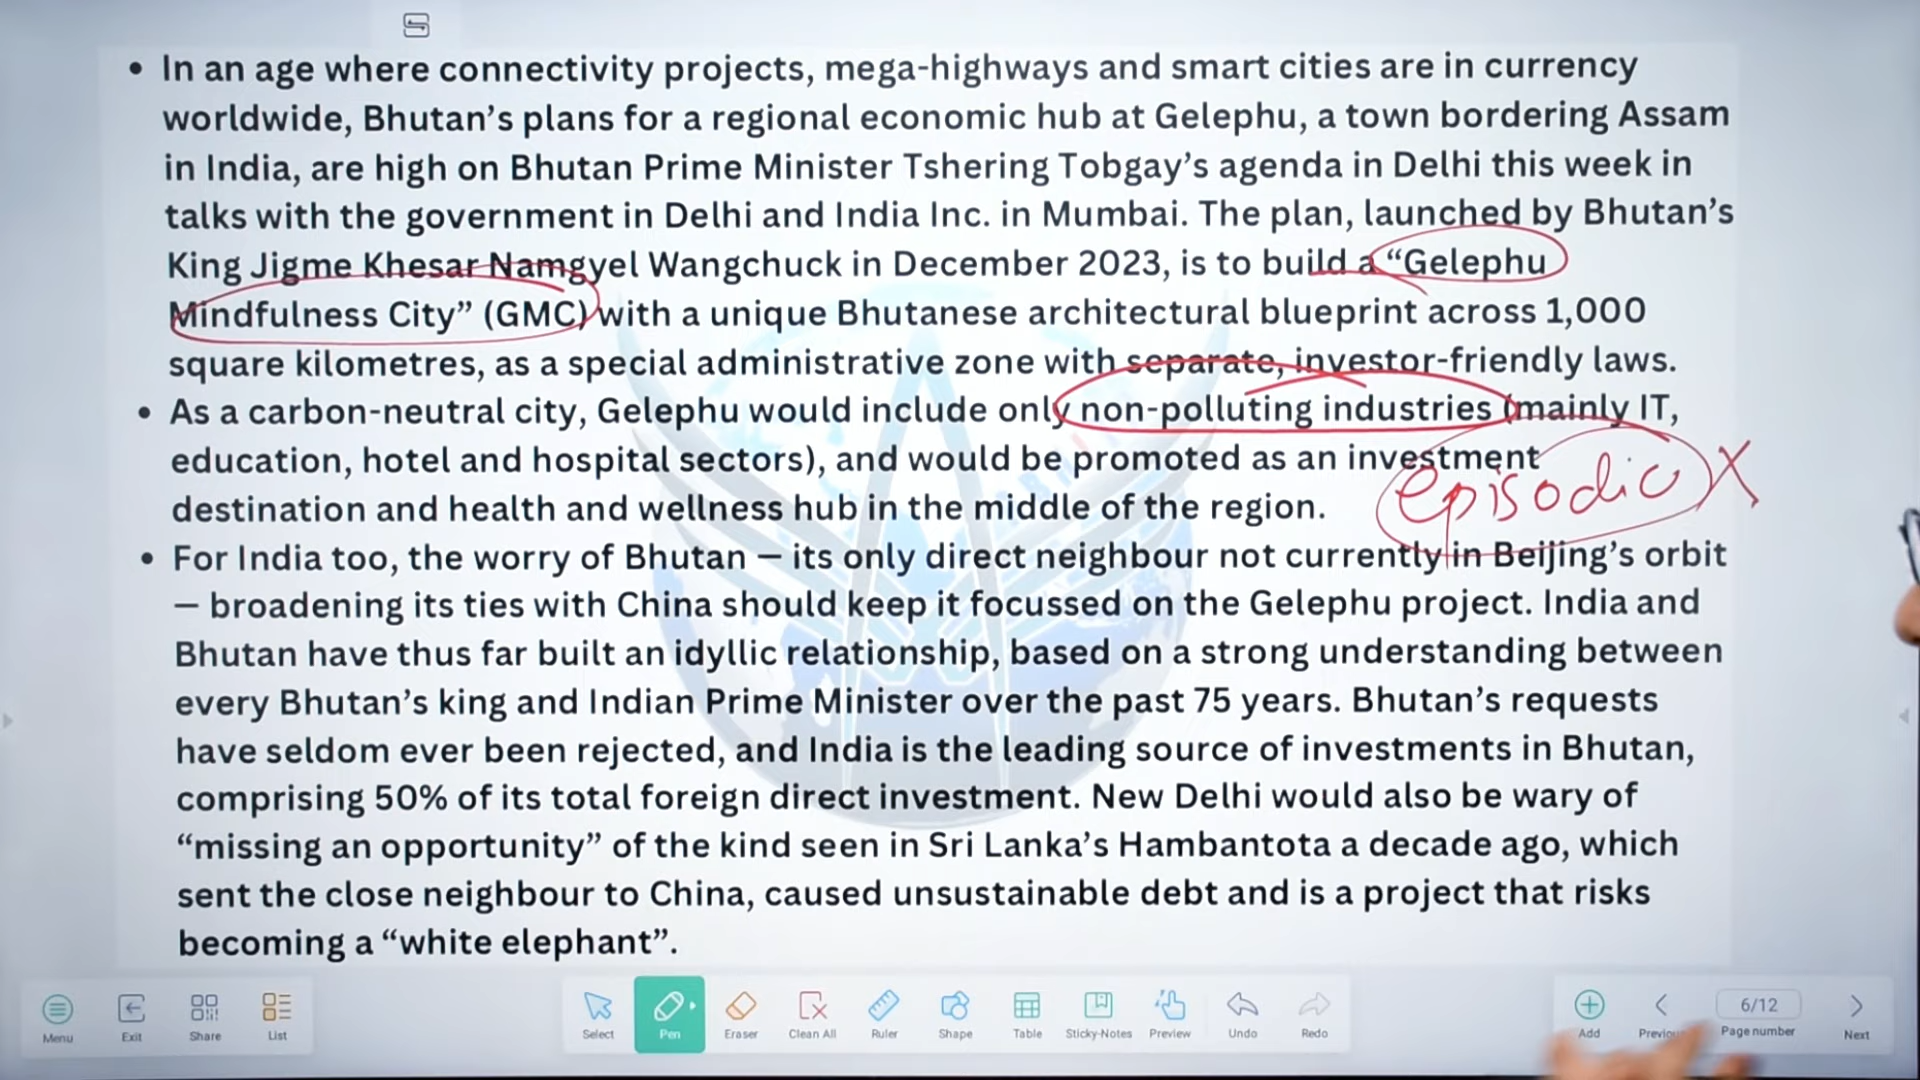 • In an age where connectivity projects, mega-highways and smart cities are in currency
worldwide, Bhutan’s plans for a regional economic hub at Gelephu, a town bordering Assam
in India, are high on Bhutan Prime Minister Tshering Tobgay’s agenda in Delhi this week in
talks with the government in Delhi and India Inc. in Mumbai. The plan, launched by Bhutan’s
King Jigme Khesar Namgyel Wangchuck in December 2023, is to build a “Gelephu
Mindfulness City” (GMC) with a unique Bhutanese architectural blueprint across 1,000
square kilometres, as a special administrative zone with separate, investor-friendly laws.
• As a carbon-neutral city, Gelephu would include only non-polluting industries (mainly IT,
education, hotel and hospital sectors), and would be promoted as an investment
destination and health and wellness hub in the middle of the region.
episodic X
• For India too, the worry of Bhutan — its only direct neighbour not currently in Beijing’s orbit
— broadening its ties with China should keep it focussed on the Gelephu project. India and
Bhutan have thus far built an idyllic relationship, based on a strong understanding between
every Bhutan’s king and Indian Prime Minister over the past 75 years. Bhutan’s requests
have seldom ever been rejected, and India is the leading source of investments in Bhutan,
comprising 50% of its total foreign direct investment. New Delhi would also be wary of
“missing an opportunity” of the kind seen in Sri Lanka’s Hambantota a decade ago, which
sent the close neighbour to China, caused unsustainable debt and is a project that risks
becoming a “white elephant”.
Menu Exit Share List Select Pen Eraser Clean All Ruler Shape Table Sticky-Notes Preview Undo Redo Add 6/12 Page number Next